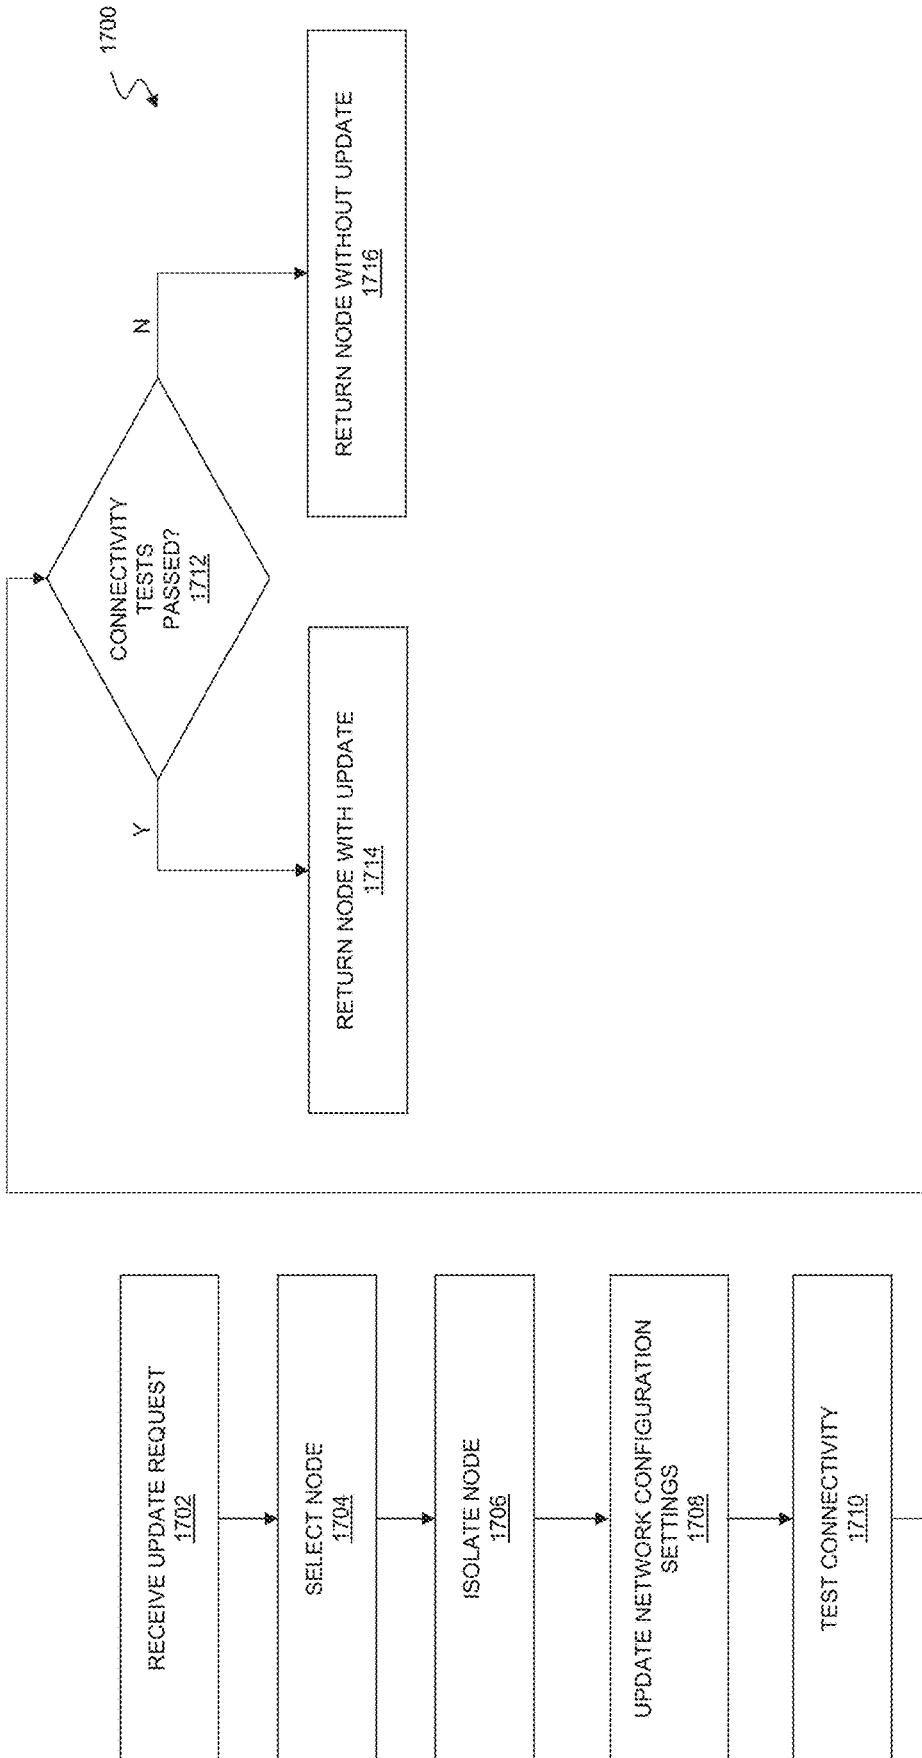 1700
RECEIVE UPDATE REQUEST
1702
SELECT NODE
1704
ISOLATE NODE
1706
UPDATE NETWORK CONFIGURATION
SETTINGS
1708
TEST CONNECTIVITY
1710
CONNECTIVITY
TESTS
PASSED?
1712
Y
N
RETURN NODE WITH UPDATE
1714
RETURN NODE WITHOUT UPDATE
1716